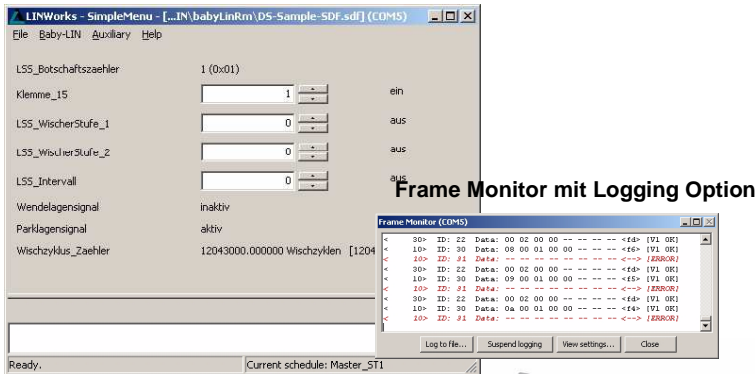 LINWorks - SimpleMenu - [...IN\babyLinRm\DS-Sample-SDF.sdf] (COM5)
File Baby-LIN Auxiliary Help
LSS_Botschaftszaehler 1 (0x01)
Klemme_15 1 ein
LSS_WischerStufe_1 0 aus
LSS_WischerStufe_2 0 aus
LSS_Intervall 0 aus
Wendelagensignal inaktiv
Parklagensignal aktiv
Wischzyklus_Zaehler 12043000.000000 Wischzyklen [1204
Ready. Current schedule: Master_ST1
Frame Monitor mit Logging Option
Frame Monitor (COM5)
< 30> ID: 22 Data: 00 02 00 00 -- -- -- -- <fd> [V1 OK]
< 10> ID: 30 Data: 08 00 01 00 00 -- -- -- <f6> [V1 OK]
< 10> ID: 31 Data: -- -- -- -- -- -- -- -- <--> [ERROR]
< 30> ID: 22 Data: 00 02 00 00 -- -- -- -- <fd> [V1 OK]
< 10> ID: 30 Data: 09 00 01 00 00 -- -- -- <f5> [V1 OK]
< 10> ID: 31 Data: -- -- -- -- -- -- -- -- <--> [ERROR]
< 30> ID: 22 Data: 00 02 00 00 -- -- -- -- <fd> [V1 OK]
< 10> ID: 30 Data: 0a 00 01 00 00 -- -- -- <f4> [V1 OK]
< 10> ID: 31 Data: -- -- -- -- -- -- -- -- <--> [ERROR]
Log to file... Suspend logging View settings... Close